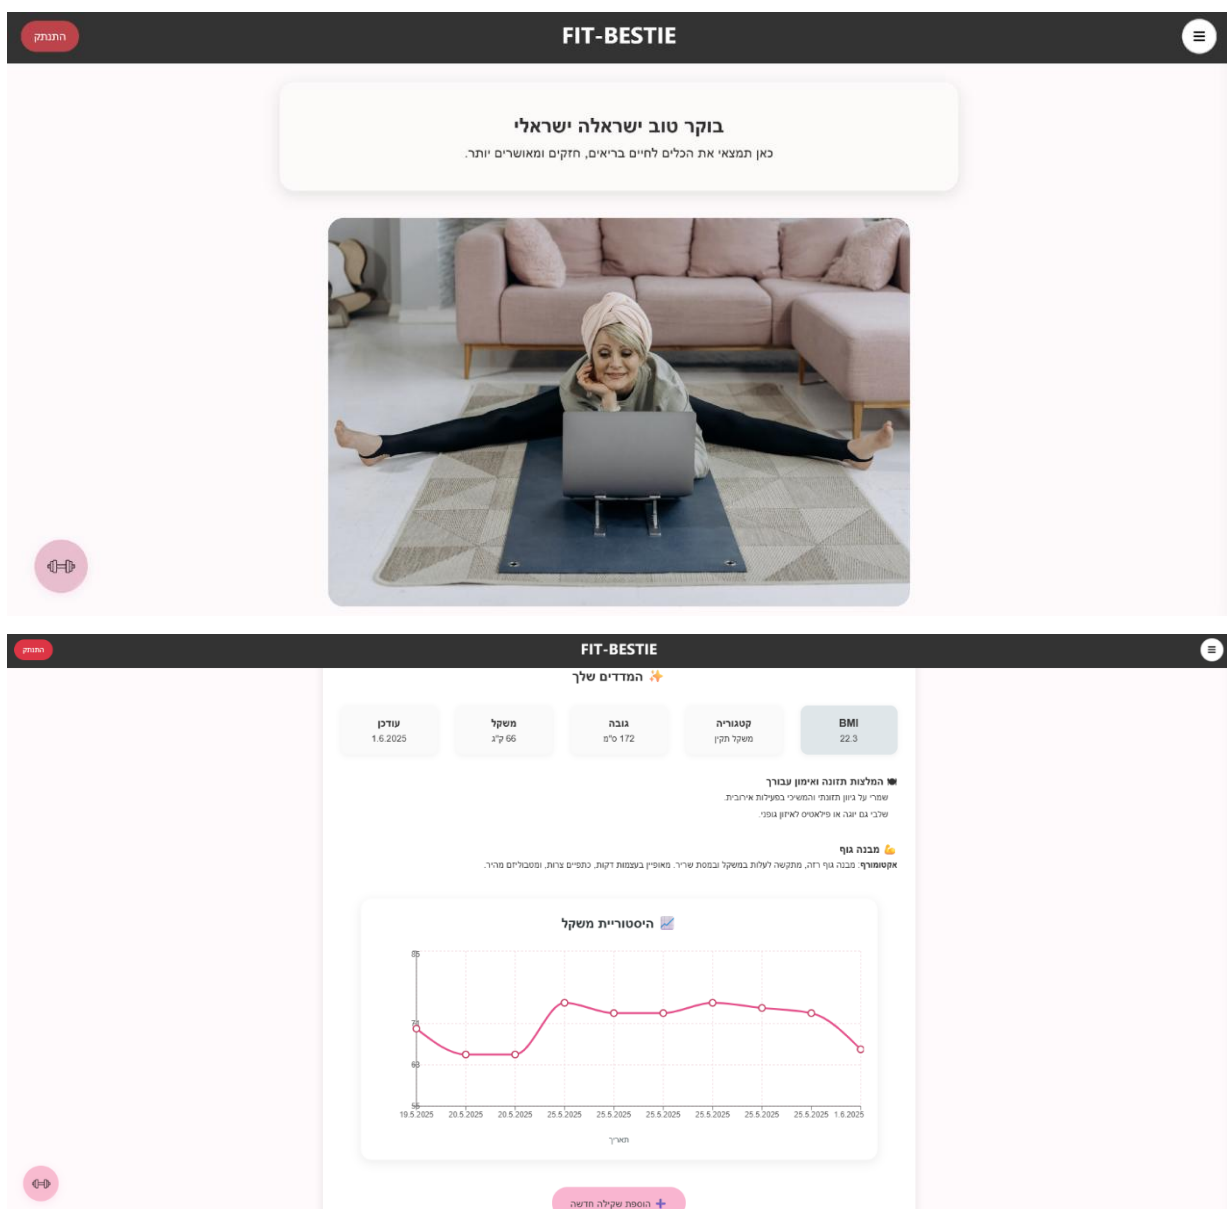 התנתק
FIT-BESTIE
בוקר טוב ישראלה ישראלי
כאן תמצאי את הכלים לחיים בריאים, חזקים ומאושרים יותר.
התנתק
FIT-BESTIE
✨ המדדים שלך
BMI
22.3
קטגוריה
משקל תקין
גובה
172 ס"מ
משקל
66 ק"ג
עודכן
1.6.2025
🍽 המלצות תזונה ואימון עבורך
שמרי על גיוון תזונתי והמשיכי בפעילות אירובית.
שלבי גם יוגה או פילאטיס לאיזון גופני.
💪 מבנה גוף
אקטומורף: מבנה גוף רזה, מתקשה לעלות במשקל ובמסת שריר. מאופיין בעצמות דקות, כתפיים צרות, ומטבוליזם מהיר.
📈 היסטוריית משקל
85
71
63
55
19.5.2025 20.5.2025 20.5.2025 25.5.2025 25.5.2025 25.5.2025 25.5.2025 25.5.2025 25.5.2025 1.6.2025
תאריך
➕ הוספת שקילה חדשה